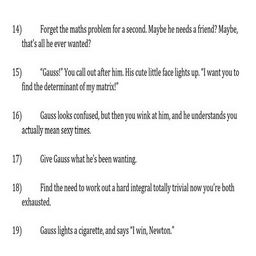 14) Forget the maths problem for a second. Maybe he needs a friend? Maybe,
that's all he ever wanted?
15) "Gauss!" You call out after him. His cute little face lights up. "I want you to
find the determinant of my matrix!"
16) Gauss looks confused, but then you wink at him, and he understands you
actually mean sexy times.
17) Give Gauss what he's been wanting.
18) Find the need to work out a hard integral totally trivial now you're both
exhausted.
19) Gauss lights a cigarette, and says "I win, Newton."